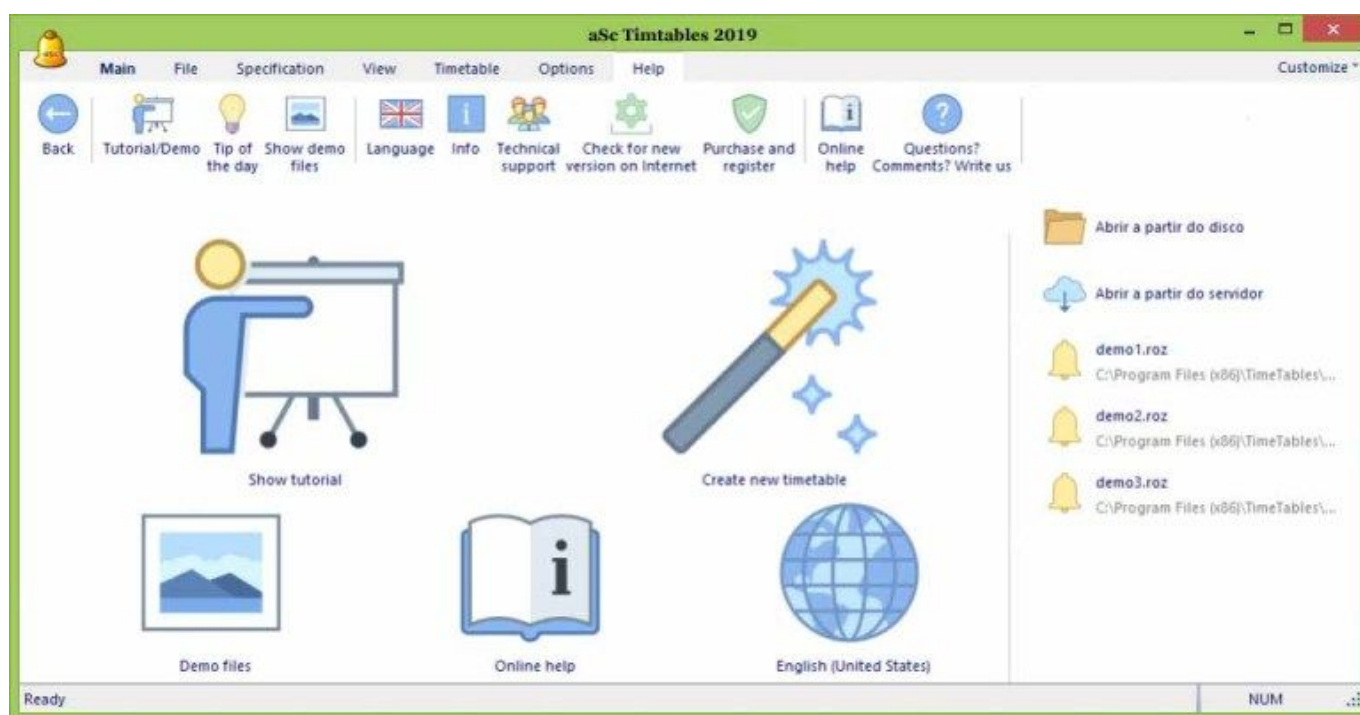 aSc Timtables 2019
aSc
Main File Specification View Timetable Options Help
Customize
Back
Tutorial/Demo
Tip of
the day
Show demo
files
Language
Info
Technical
support
Check for new
version on Internet
Purchase and
register
Online
help
Questions?
Comments? Write us
Show tutorial
Create new timetable
Demo files
Online help
English (United States)
Abrir a partir do disco
Abrir a partir do servidor
demo1.roz
C:\Program Files (x86)\TimeTables\...
demo2.roz
C:\Program Files (x86)\TimeTables\...
demo3.roz
C:\Program Files (x86)\TimeTables\...
Ready
NUM